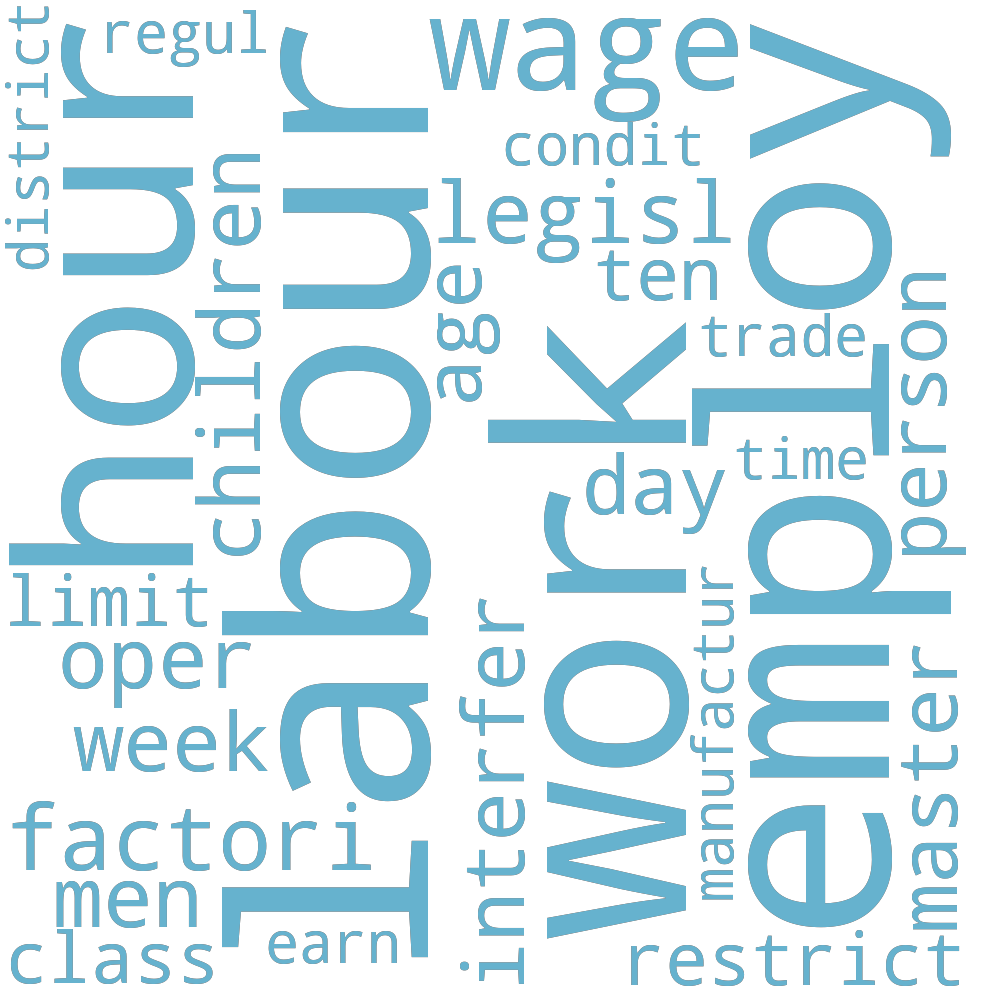 district
hour
regul
children
labour
wage
condit
legisl
ten
age
employ
trade
work
day
time
person
limit
oper
week
factori
men
class
earn
interfer
manufactur
master
restrict